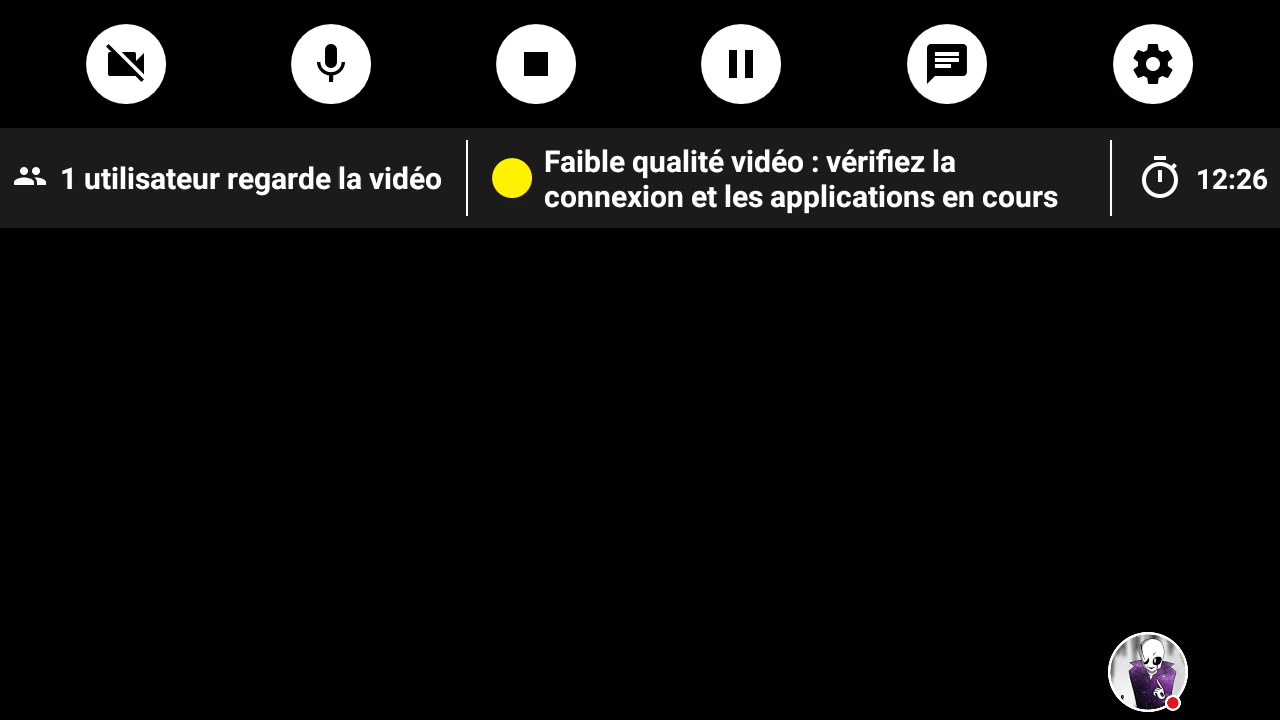 1 utilisateur regarde la vidéo
Faible qualité vidéo : vérifiez la
connexion et les applications en cours
12:26